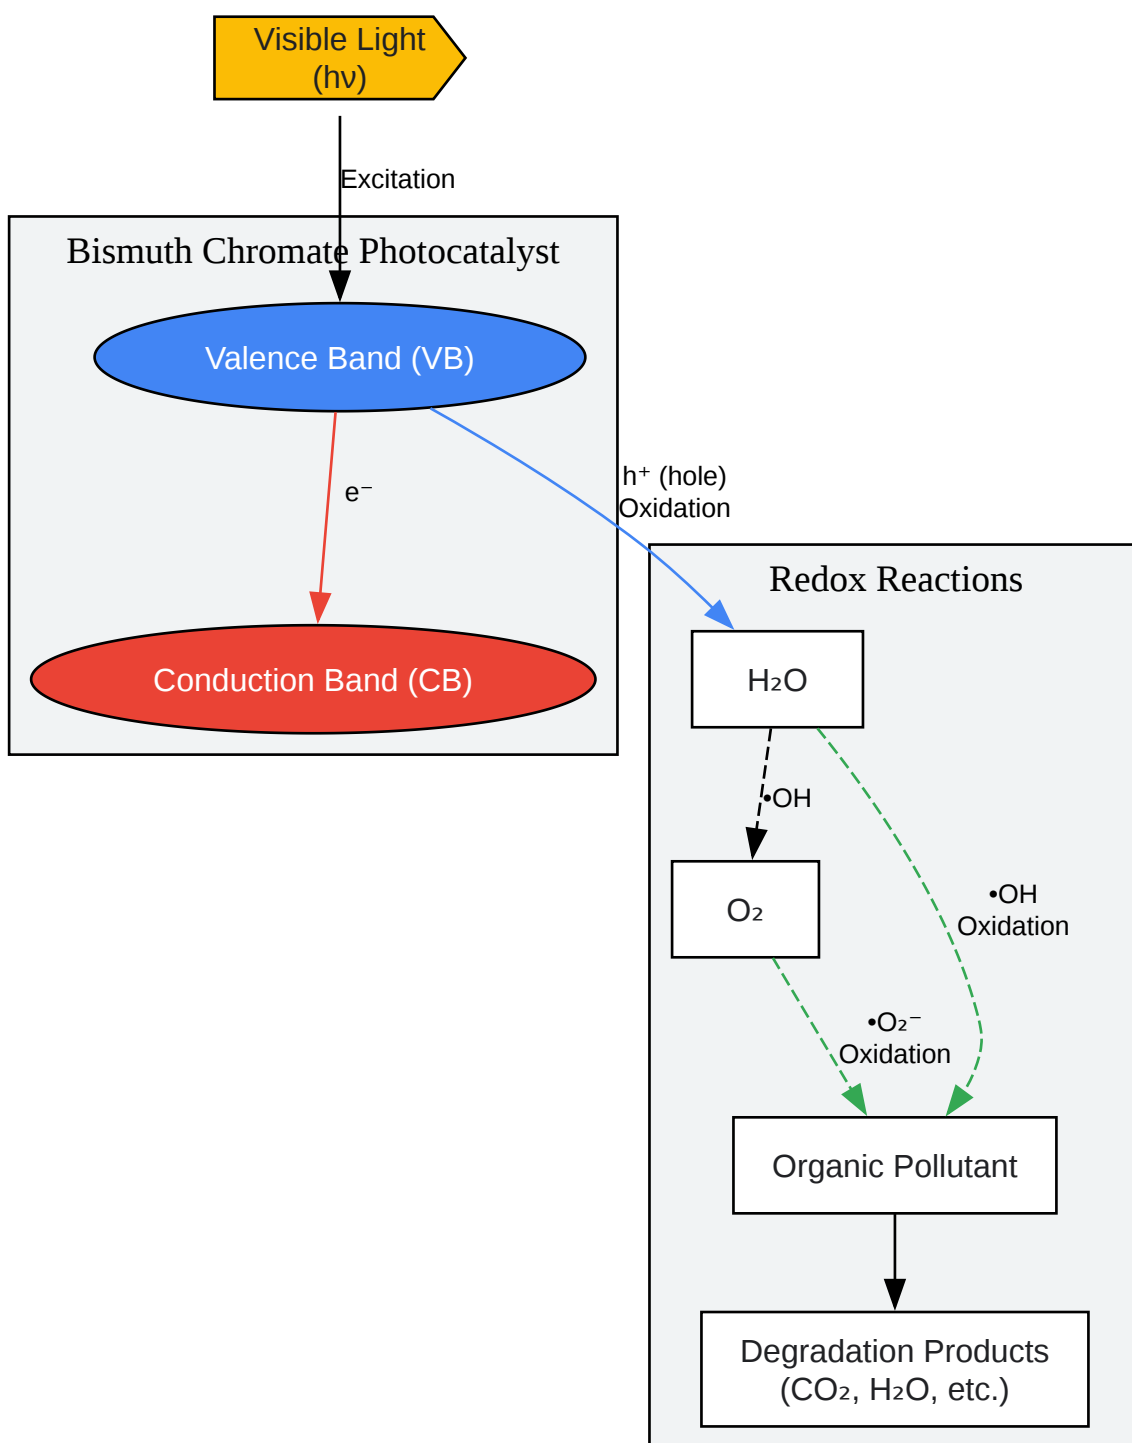 Visible Light
(hν)
Excitation
Bismuth Chromate Photocatalyst
Valence Band (VB)
e⁻
h⁺ (hole)
Oxidation
Redox Reactions
Conduction Band (CB)
H₂O
•OH
O₂
•OH
Oxidation
•O₂⁻
Oxidation
Organic Pollutant
Degradation Products
(CO₂, H₂O, etc.)